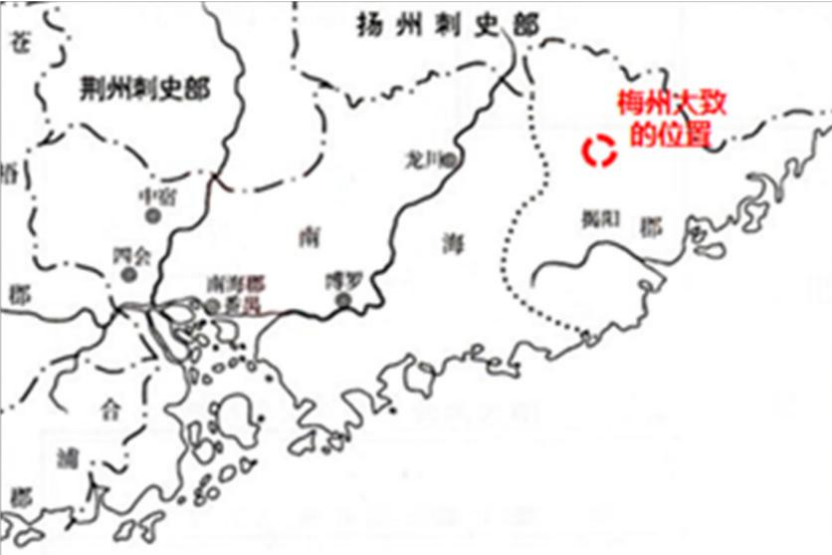 扬州刺史部
苍
荆州刺史部
梅州大致
的位置
梧
中宿
龙川
揭阳
南
海
郡
四会
南海郡
番禺
博罗
郡
合
浦
郡